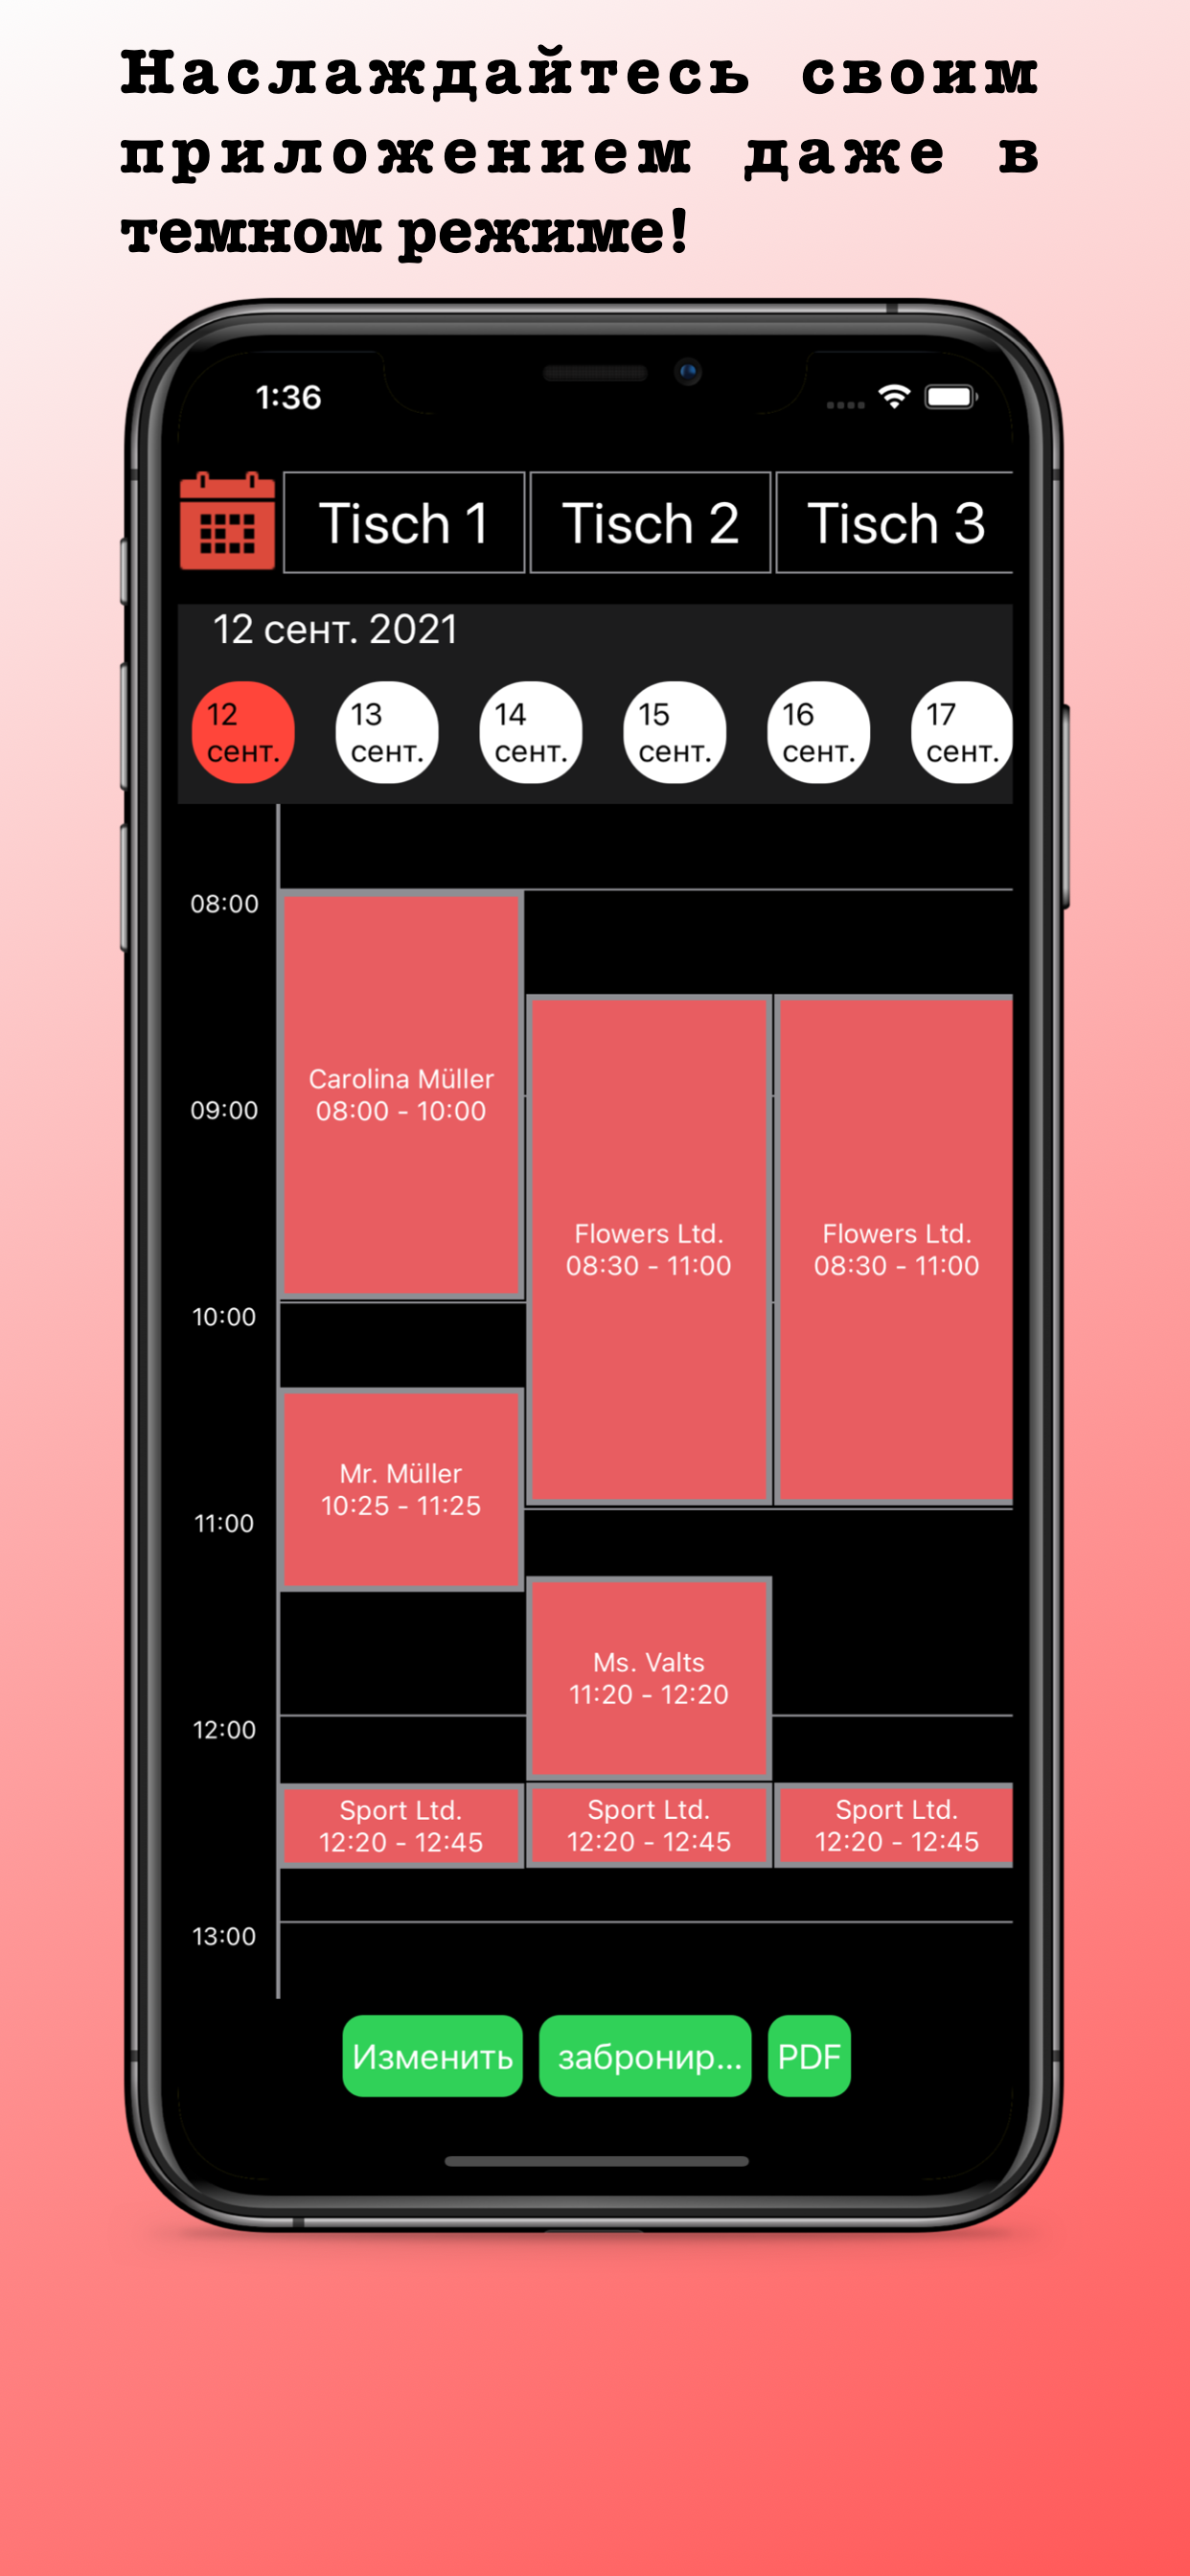 Наслаждайтесь своим
приложением даже в
темном режиме!
1:36
Tisch 1
Tisch 2
Tisch 3
12 сент. 2021
12
сент.
13
сент.
14
сент.
15
сент.
16
сент.
17
сент.
08:00
09:00
10:00
11:00
12:00
13:00
Carolina Müller
08:00 - 10:00
Flowers Ltd.
08:30 - 11:00
Flowers Ltd.
08:30 - 11:00
Mr. Müller
10:25 - 11:25
Ms. Valts
11:20 - 12:20
Sport Ltd.
12:20 - 12:45
Sport Ltd.
12:20 - 12:45
Sport Ltd.
12:20 - 12:45
Изменить
забронир...
PDF